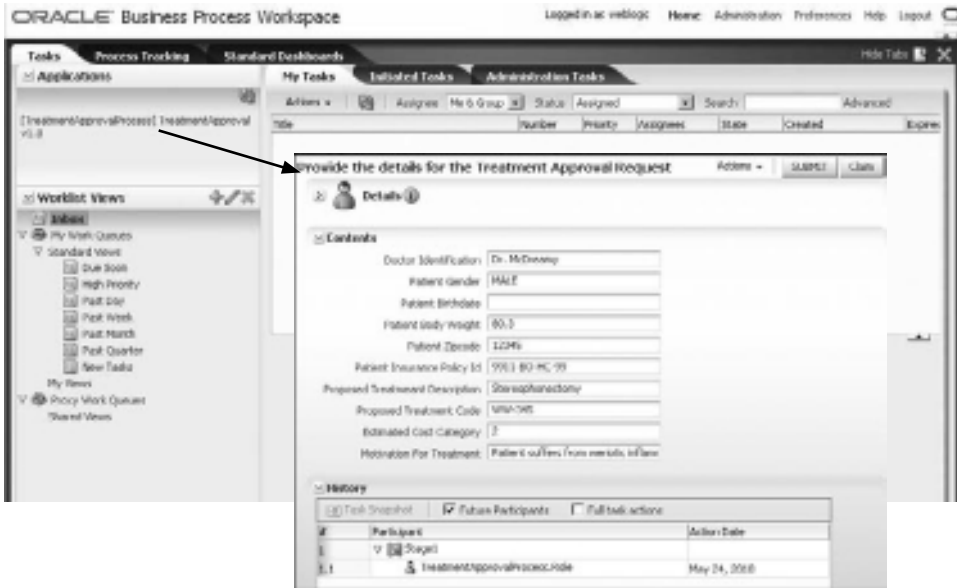 ORACLE Business Process Workspace
Logged in as weblogic Home Administration Preferences Help Logout
Tasks Process Tracking Standard Dashboards
Hide Tabs
Applications
My Tasks Initiated Tasks Administration Tasks
Actions Assignee Me & Group Status Assigned Search Advanced
[TreatmentApprovalProcess] TreatmentApproval
v1.0
Title Number Priority Assignees State Created Expires
Provide the details for the Treatment Approval Request
Actions SUBMIT Claim
Details
Worklist Views
Inbox
My Work Queues
Standard Views
Due Soon
High Priority
Past Day
Past Week
Past Month
Past Quarter
New Tasks
My Views
Proxy Work Queues
Shared Views
Contents
Doctor Identification Dr. McDreamy
Patient Gender MALE
Patient Birthdate
Patient Body Weight 80.3
Patient Zipcode 12345
Patient Insurance Policy Id
Proposed Treatment Description
Proposed Treatment Code
Estimated Cost Category 2
Motivation For Treatment Patient suffers from
History
Task Snapshot Future Participants Full task actions
# Participant Action Date
1 Stage1
1.1 TreatmentApprovalProcess.Role May 24, 2010